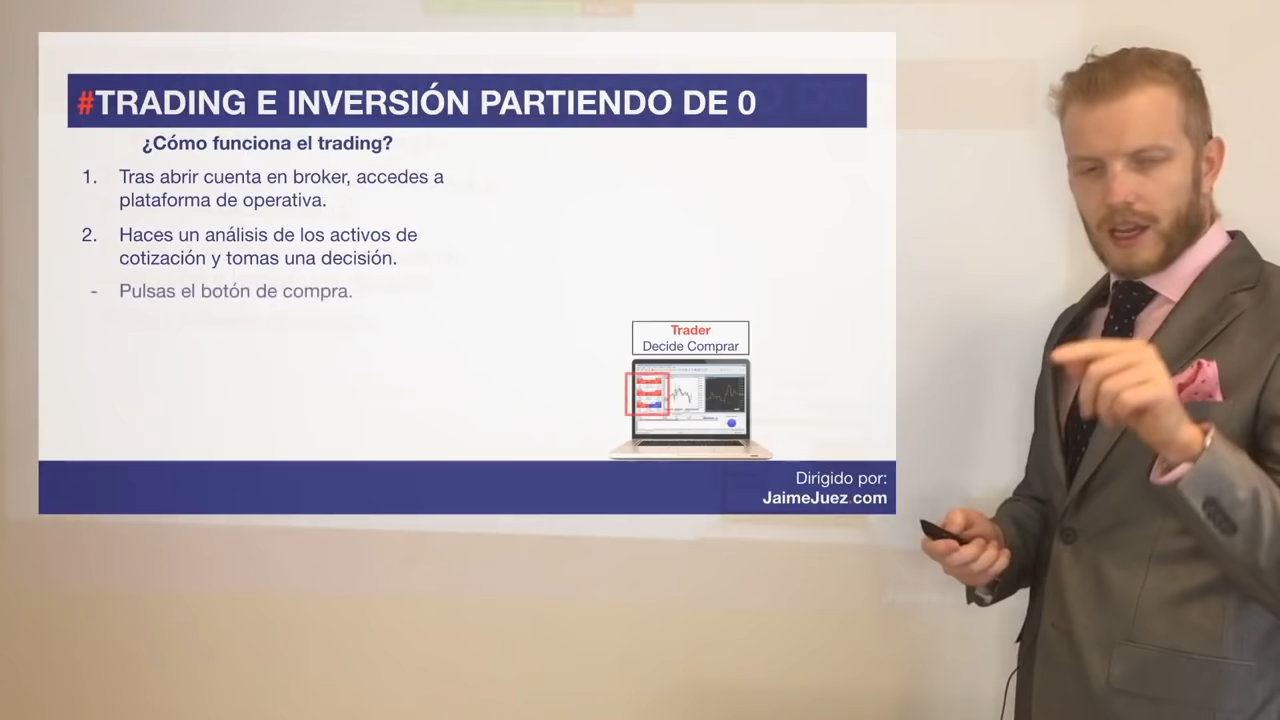 #TRADING E INVERSIÓN PARTIENDO DE 0
¿Cómo funciona el trading?
1. Tras abrir cuenta en broker, accedes a
plataforma de operativa.
2. Haces un análisis de los activos de
cotización y tomas una decisión.
- Pulsas el botón de compra.
Trader
Decide Comprar
Dirigido por:
JaimeJuez.com